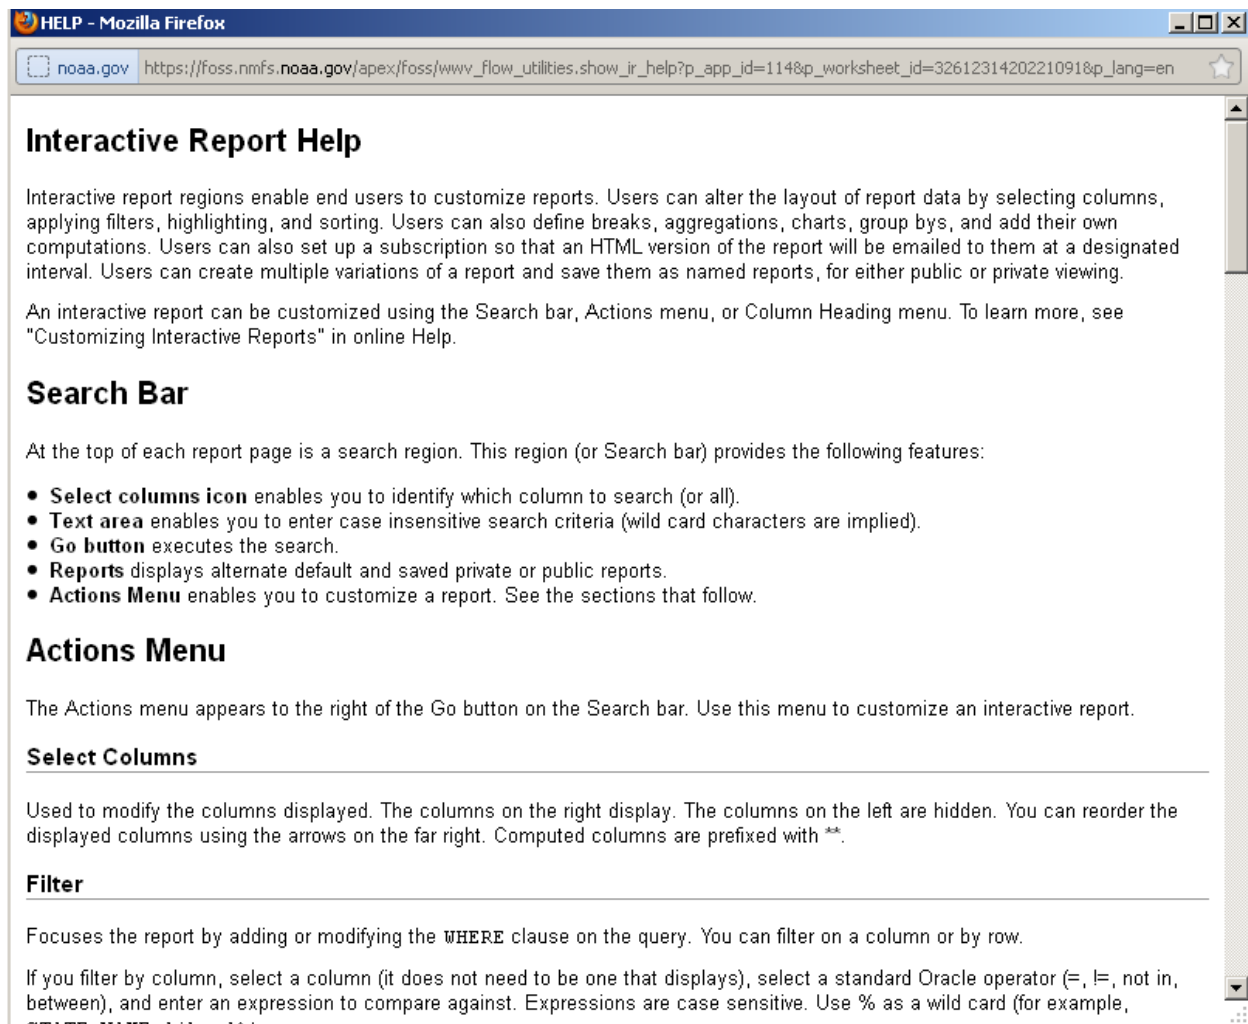 HELP - Mozilla Firefox
noaa.gov https://foss.nmfs.noaa.gov/apex/foss/wwv_flow_utilities.show_ir_help?p_app_id=114&p_worksheet_id=3261231420221091&p_lang=en
Interactive Report Help
Interactive report regions enable end users to customize reports. Users can alter the layout of report data by selecting columns,
applying filters, highlighting, and sorting. Users can also define breaks, aggregations, charts, group bys, and add their own
computations. Users can also set up a subscription so that an HTML version of the report will be emailed to them at a designated
interval. Users can create multiple variations of a report and save them as named reports, for either public or private viewing.
An interactive report can be customized using the Search bar, Actions menu, or Column Heading menu. To learn more, see
"Customizing Interactive Reports" in online Help.
Search Bar
At the top of each report page is a search region. This region (or Search bar) provides the following features:
• Select columns icon enables you to identify which column to search (or all).
• Text area enables you to enter case insensitive search criteria (wild card characters are implied).
• Go button executes the search.
• Reports displays alternate default and saved private or public reports.
• Actions Menu enables you to customize a report. See the sections that follow.
Actions Menu
The Actions menu appears to the right of the Go button on the Search bar. Use this menu to customize an interactive report.
Select Columns
Used to modify the columns displayed. The columns on the right display. The columns on the left are hidden. You can reorder the
displayed columns using the arrows on the far right. Computed columns are prefixed with **.
Filter
Focuses the report by adding or modifying the WHERE clause on the query. You can filter on a column or by row.
If you filter by column, select a column (it does not need to be one that displays), select a standard Oracle operator (=, !=, not in,
between), and enter an expression to compare against. Expressions are case sensitive. Use % as a wild card (for example,